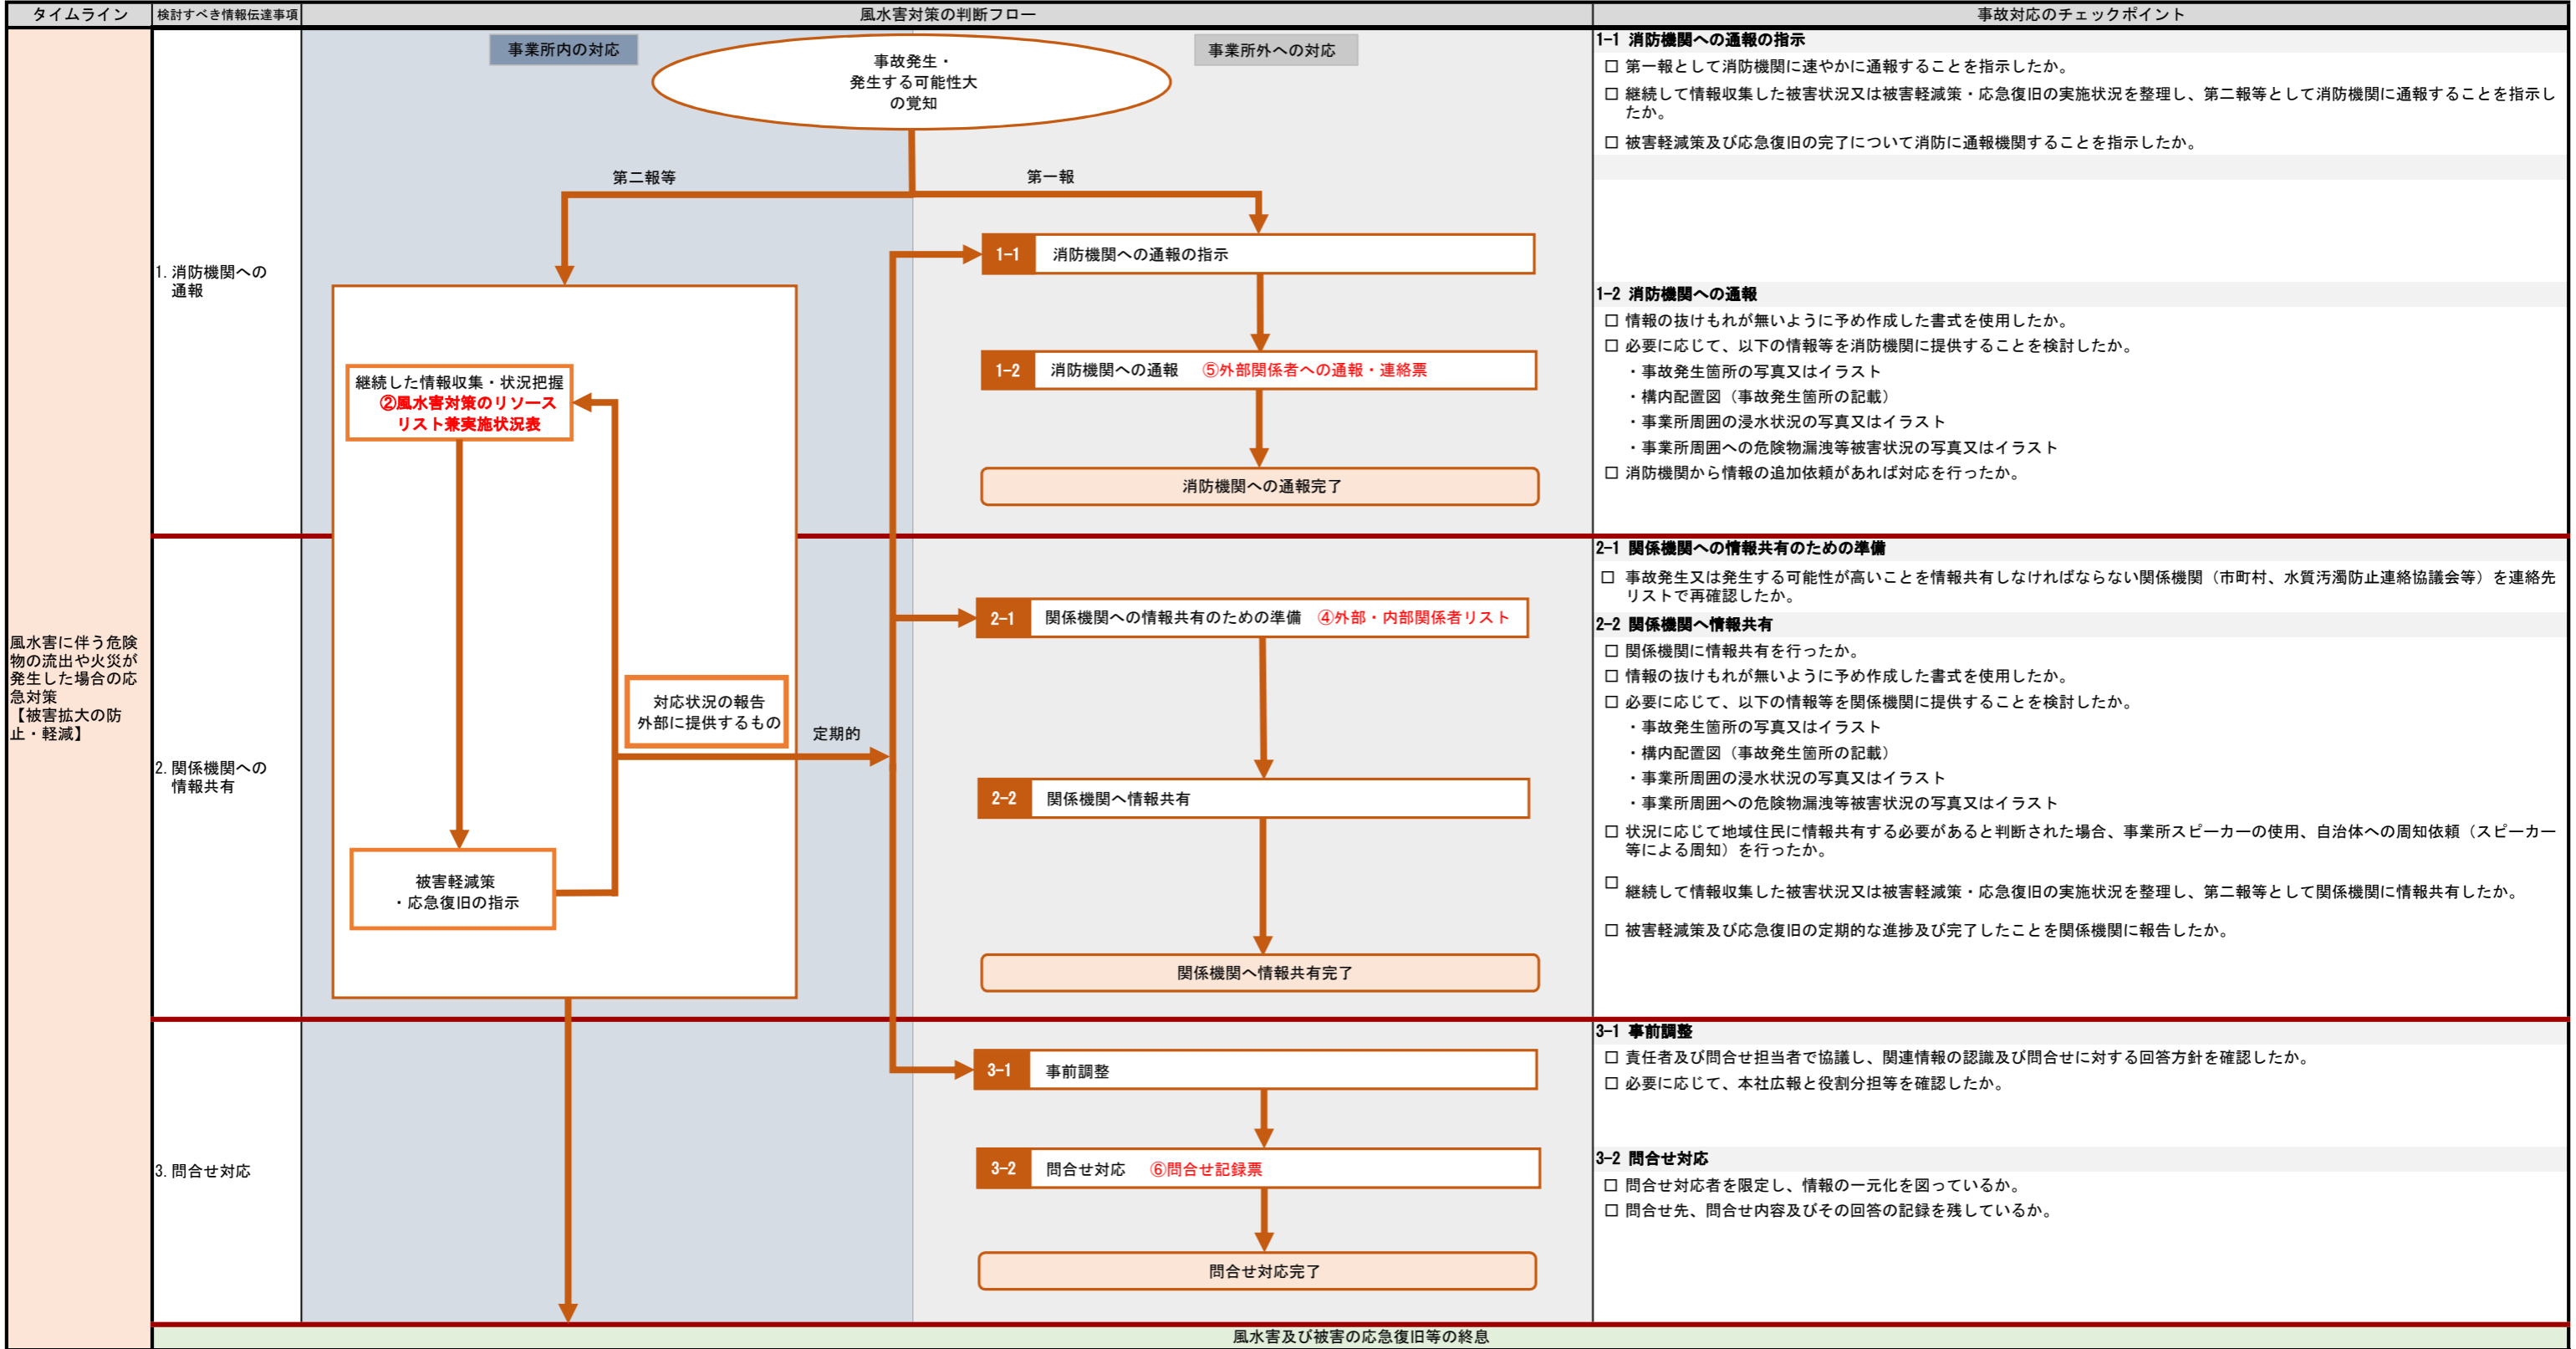 タイムライン
検討すべき情報伝達事項
風水害対策の判断フロー
事故対応のチェックポイント
風水害に伴う危険
物の流出や火災が
発生した場合の応
急対策
【被害拡大の防
止・軽減】
1. 消防機関への
通報
2. 関係機関への
情報共有
3. 問合せ対応
事業所内の対応
事業所外への対応
事故発生・
発生する可能性大
の覚知
第二報等
第一報
1-1 消防機関への通報の指示
1-2 消防機関への通報 ⑤外部関係者への通報・連絡票
消防機関への通報完了
継続した情報収集・状況把握
②風水害対策のリソース
リスト兼実施状況表
対応状況の報告
外部に提供するもの
定期的
被害軽減策
・応急復旧の指示
2-1 関係機関への情報共有のための準備 ④外部・内部関係者リスト
2-2 関係機関へ情報共有
関係機関へ情報共有完了
3-1 事前調整
3-2 問合せ対応 ⑥問合せ記録票
問合せ対応完了
1-1 消防機関への通報の指示
□ 第一報として消防機関に速やかに通報することを指示したか。
□ 継続して情報収集した被害状況又は被害軽減策・応急復旧の実施状況を整理し、第二報等として消防機関に通報することを指示し
たか。
□ 被害軽減策及び応急復旧の完了について消防に通報機関することを指示したか。
1-2 消防機関への通報
□ 情報の抜けもれが無いように予め作成した書式を使用したか。
□ 必要に応じて、以下の情報等を消防機関に提供することを検討したか。
・事故発生箇所の写真又はイラスト
・構内配置図（事故発生箇所の記載）
・事業所周囲の浸水状況の写真又はイラスト
・事業所周囲への危険物漏洩等被害状況の写真又はイラスト
□ 消防機関から情報の追加依頼があれば対応を行ったか。
2-1 関係機関への情報共有のための準備
□ 事故発生又は発生する可能性が高いことを情報共有しなければならない関係機関（市町村、水質汚濁防止連絡協議会等）を連絡先
リストで再確認したか。
2-2 関係機関へ情報共有
□ 関係機関に情報共有を行ったか。
□ 情報の抜けもれが無いように予め作成した書式を使用したか。
□ 必要に応じて、以下の情報等を関係機関に提供することを検討したか。
・事故発生箇所の写真又はイラスト
・構内配置図（事故発生箇所の記載）
・事業所周囲の浸水状況の写真又はイラスト
・事業所周囲への危険物漏洩等被害状況の写真又はイラスト
□ 状況に応じて地域住民に情報共有する必要があると判断された場合、事業所スピーカーの使用、自治体への周知依頼（スピーカー
等による周知）を行ったか。
□ 継続して情報収集した被害状況又は被害軽減策・応急復旧の実施状況を整理し、第二報等として関係機関に情報共有したか。
□ 被害軽減策及び応急復旧の定期的な進捗及び完了したことを関係機関に報告したか。
3-1 事前調整
□ 責任者及び問合せ担当者で協議し、関連情報の認識及び問合せに対する回答方針を確認したか。
□ 必要に応じて、本社広報と役割分担等を確認したか。
3-2 問合せ対応
□ 問合せ対応者を限定し、情報の一元化を図っているか。
□ 問合せ先、問合せ内容及びその回答の記録を残しているか。
風水害及び被害の応急復旧等の終息